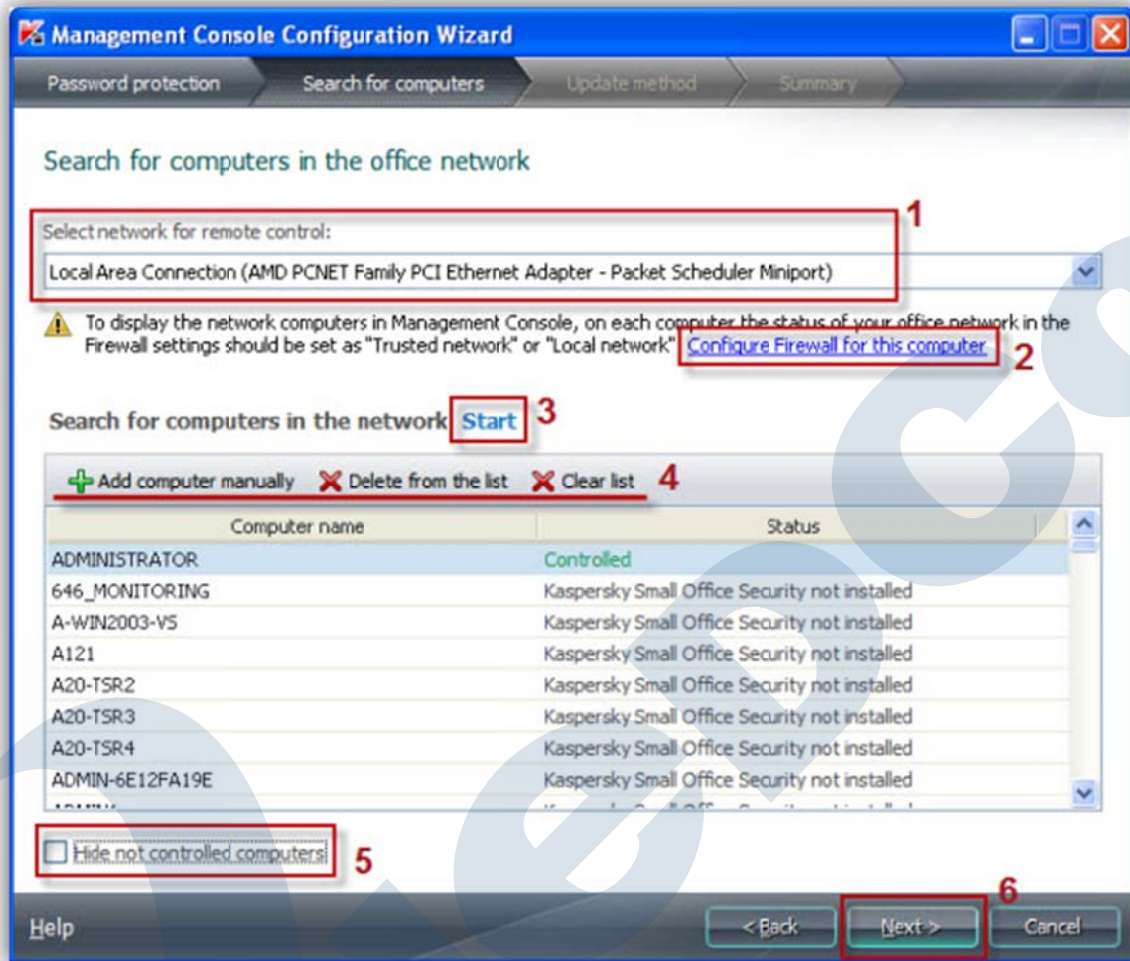 Management Console Configuration Wizard
Password protection
Search for computers
Update method
Summary
Search for computers in the office network
1
Select network for remote control:
Local Area Connection (AMD PCNET Family PCI Ethernet Adapter - Packet Scheduler Miniport)
To display the network computers in Management Console, on each computer the status of your office network in the
Firewall settings should be set as "Trusted network" or "Local network" Configure Firewall for this computer
2
Search for computers in the network Start 3
Add computer manually Delete from the list Clear list 4
Computer name Status
ADMINISTRATOR Controlled
646_MONITORING Kaspersky Small Office Security not installed
A-WIN2003-VS Kaspersky Small Office Security not installed
A121 Kaspersky Small Office Security not installed
A20-TSR2 Kaspersky Small Office Security not installed
A20-TSR3 Kaspersky Small Office Security not installed
A20-TSR4 Kaspersky Small Office Security not installed
ADMIN-6E12FA19E Kaspersky Small Office Security not installed
Hide not controlled computers 5
6
Help < Back Next > Cancel